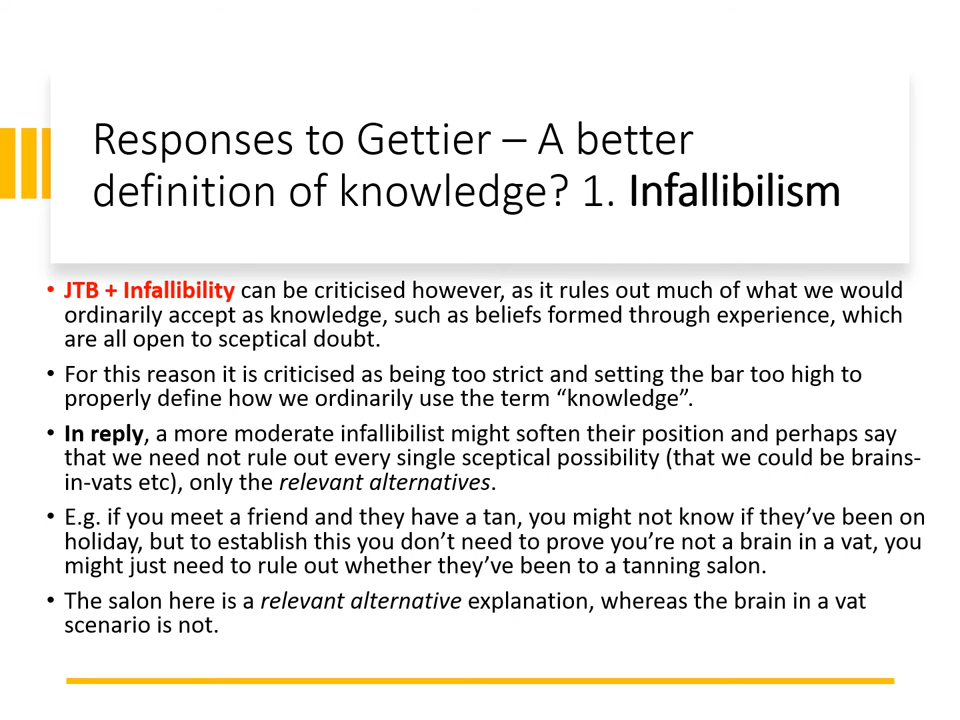 Responses to Gettier – A better
definition of knowledge? 1. Infallibilism
• JTB + Infallibility can be criticised however, as it rules out much of what we would
ordinarily accept as knowledge, such as beliefs formed through experience, which
are all open to sceptical doubt.
• For this reason it is criticised as being too strict and setting the bar too high to
properly define how we ordinarily use the term “knowledge”.
• In reply, a more moderate infallibilist might soften their position and perhaps say
that we need not rule out every single sceptical possibility (that we could be brains-
in-vats etc), only the relevant alternatives.
• E.g. if you meet a friend and they have a tan, you might not know if they’ve been on
holiday, but to establish this you don’t need to prove you’re not a brain in a vat, you
might just need to rule out whether they’ve been to a tanning salon.
• The salon here is a relevant alternative explanation, whereas the brain in a vat
scenario is not.